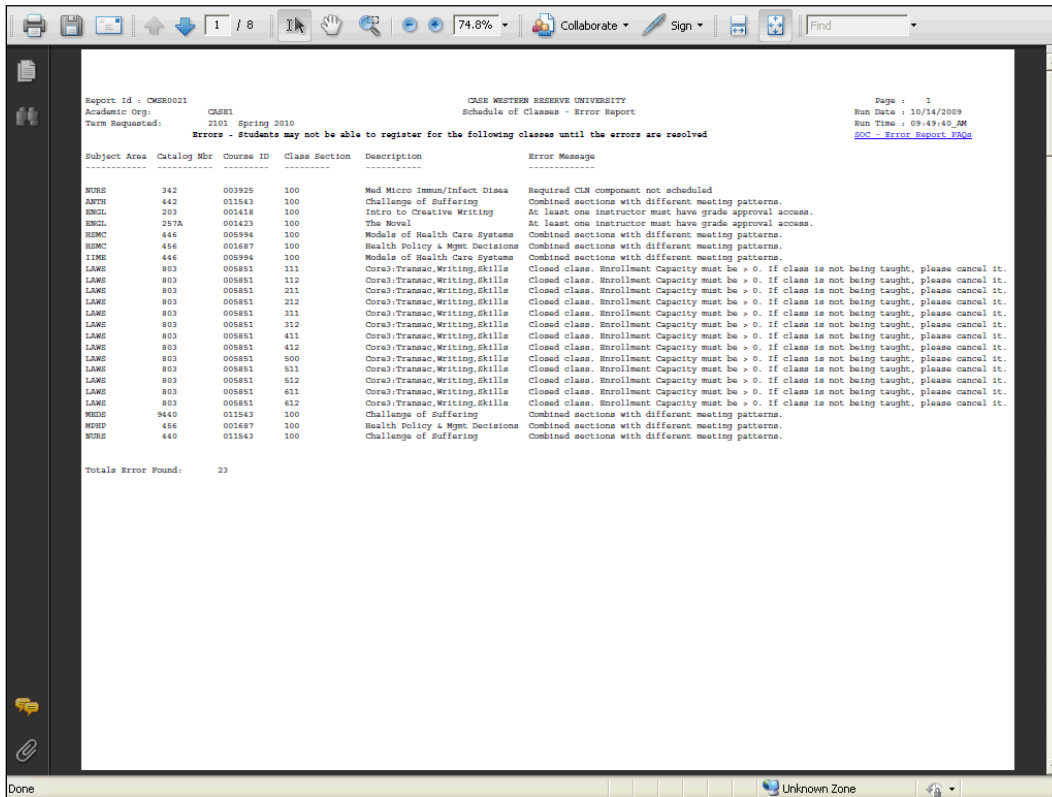 1 / 8 74.8% Collaborate Sign Find
Report Id : CWSR0021 CASE WESTERN RESERVE UNIVERSITY Page : 1
Academic Org: CASE1 Schedule of Classes - Error Report Run Date : 10/14/2009
Term Requested: 2101 Spring 2010 Run Time : 09:49:40_AM
Errors - Students may not be able to register for the following classes until the errors are resolved SOC - Error Report FAQs
Subject Area Catalog Nbr Course ID Class Section Description Error Message
------------ ----------- --------- --------- ----------- -------------
NURS 342 003925 100 Med Micro Immun/Infect Disea Required CLN component not scheduled
ANTH 442 011543 100 Challenge of Suffering Combined sections with different meeting patterns.
ENGL 203 001418 100 Intro to Creative Writing At least one instructor must have grade approval access.
ENGL 257A 001423 100 The Novel At least one instructor must have grade approval access.
HSMC 446 005994 100 Models of Health Care Systems Combined sections with different meeting patterns.
HSMC 456 001687 100 Health Policy & Mgmt Decisions Combined sections with different meeting patterns.
IIME 446 005994 100 Models of Health Care Systems Combined sections with different meeting patterns.
LAWS 803 005851 111 Core3:Transac,Writing,Skills Closed class. Enrollment Capacity must be > 0. If class is not being taught, please cancel it.
LAWS 803 005851 112 Core3:Transac,Writing,Skills Closed class. Enrollment Capacity must be > 0. If class is not being taught, please cancel it.
LAWS 803 005851 211 Core3:Transac,Writing,Skills Closed class. Enrollment Capacity must be > 0. If class is not being taught, please cancel it.
LAWS 803 005851 212 Core3:Transac,Writing,Skills Closed class. Enrollment Capacity must be > 0. If class is not being taught, please cancel it.
LAWS 803 005851 311 Core3:Transac,Writing,Skills Closed class. Enrollment Capacity must be > 0. If class is not being taught, please cancel it.
LAWS 803 005851 312 Core3:Transac,Writing,Skills Closed class. Enrollment Capacity must be > 0. If class is not being taught, please cancel it.
LAWS 803 005851 411 Core3:Transac,Writing,Skills Closed class. Enrollment Capacity must be > 0. If class is not being taught, please cancel it.
LAWS 803 005851 412 Core3:Transac,Writing,Skills Closed class. Enrollment Capacity must be > 0. If class is not being taught, please cancel it.
LAWS 803 005851 500 Core3:Transac,Writing,Skills Closed class. Enrollment Capacity must be > 0. If class is not being taught, please cancel it.
LAWS 803 005851 511 Core3:Transac,Writing,Skills Closed class. Enrollment Capacity must be > 0. If class is not being taught, please cancel it.
LAWS 803 005851 512 Core3:Transac,Writing,Skills Closed class. Enrollment Capacity must be > 0. If class is not being taught, please cancel it.
LAWS 803 005851 611 Core3:Transac,Writing,Skills Closed class. Enrollment Capacity must be > 0. If class is not being taught, please cancel it.
LAWS 803 005851 612 Core3:Transac,Writing,Skills Closed class. Enrollment Capacity must be > 0. If class is not being taught, please cancel it.
MEDS 9440 011543 100 Challenge of Suffering Combined sections with different meeting patterns.
MPHP 456 001687 100 Health Policy & Mgmt Decisions Combined sections with different meeting patterns.
NURS 440 011543 100 Challenge of Suffering Combined sections with different meeting patterns.
Totals Error Found: 23
Done Unknown Zone